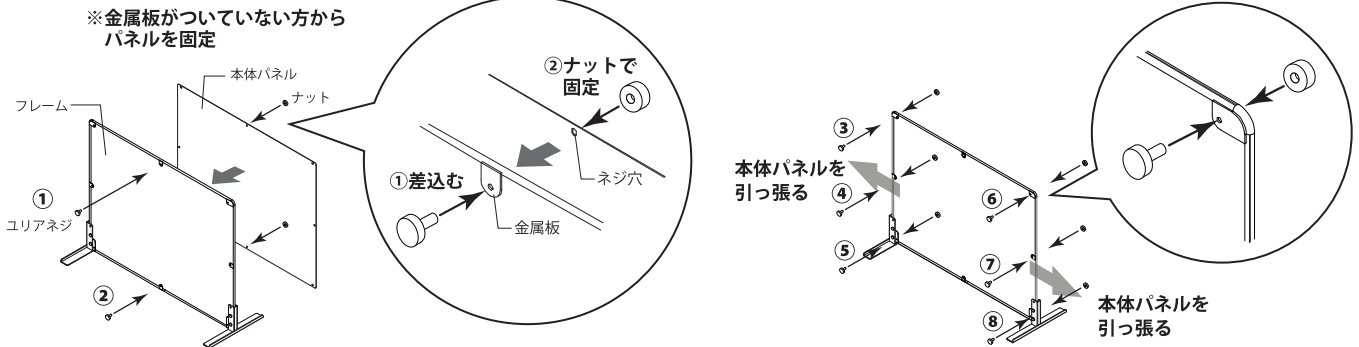 ※金属板がついていない方から
パネルを固定
本体パネル
ナット
フレーム
①
ユリアネジ
②
②ナットで
固定
①差込む
ネジ穴
金属板
③
本体パネルを
引っ張る
④
⑤
⑥
⑦
⑧
本体パネルを
引っ張る